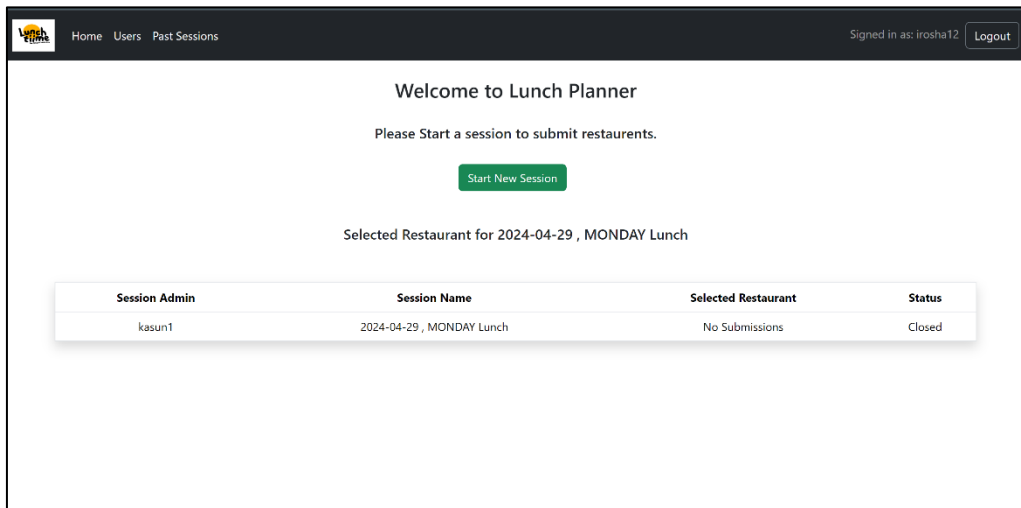 Lunch
time
Home Users Past Sessions
Signed in as: irosha12 Logout
Welcome to Lunch Planner
Please Start a session to submit restaurents.
Start New Session
Selected Restaurant for 2024-04-29 , MONDAY Lunch
Session Admin Session Name Selected Restaurant Status
kasun1 2024-04-29 , MONDAY Lunch No Submissions Closed